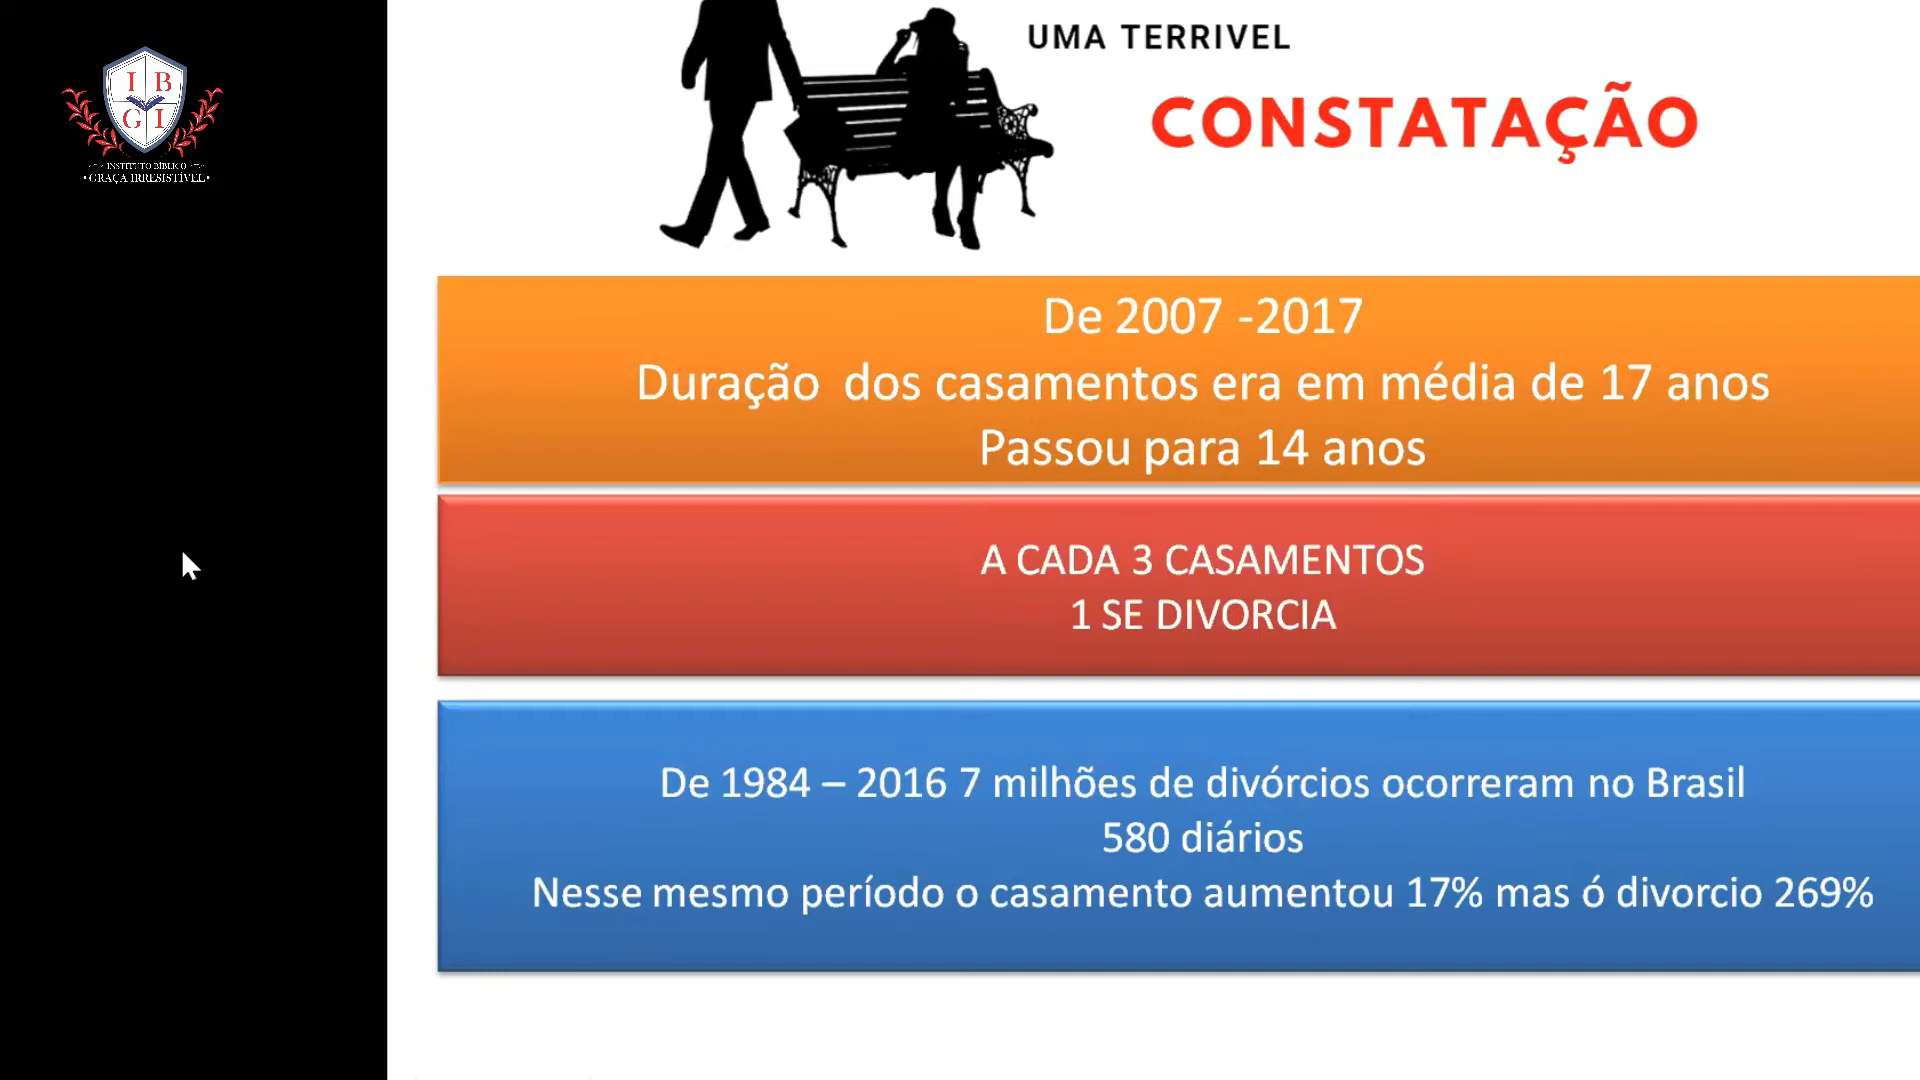 I B
G I
INSTITUTO BÍBLICO
•GRAÇA IRRESISTÍVEL•
UMA TERRIVEL
CONSTATAÇÃO
De 2007 -2017
Duração dos casamentos era em média de 17 anos
Passou para 14 anos
A CADA 3 CASAMENTOS
1 SE DIVORCIA
De 1984 – 2016 7 milhões de divórcios ocorreram no Brasil
580 diários
Nesse mesmo período o casamento aumentou 17% mas ó divorcio 269%